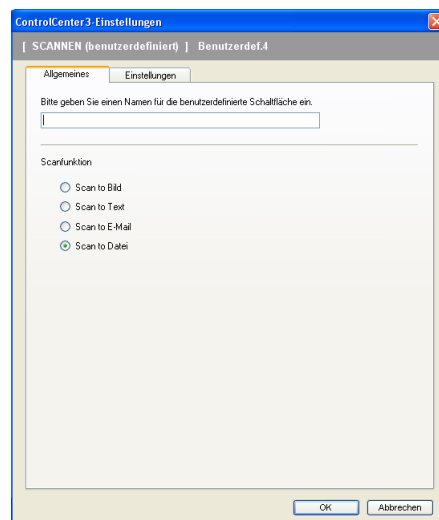 ControlCenter3-Einstellungen
[ SCANNEN (benutzerdefiniert) ] Benutzerdef.4
Allgemeines Einstellungen
Bitte geben Sie einen Namen für die benutzerdefinierte Schaltfläche ein.
Scanfunktion
Scan to Bild
Scan to Text
Scan to E-Mail
Scan to Datei
OK Abbrechen